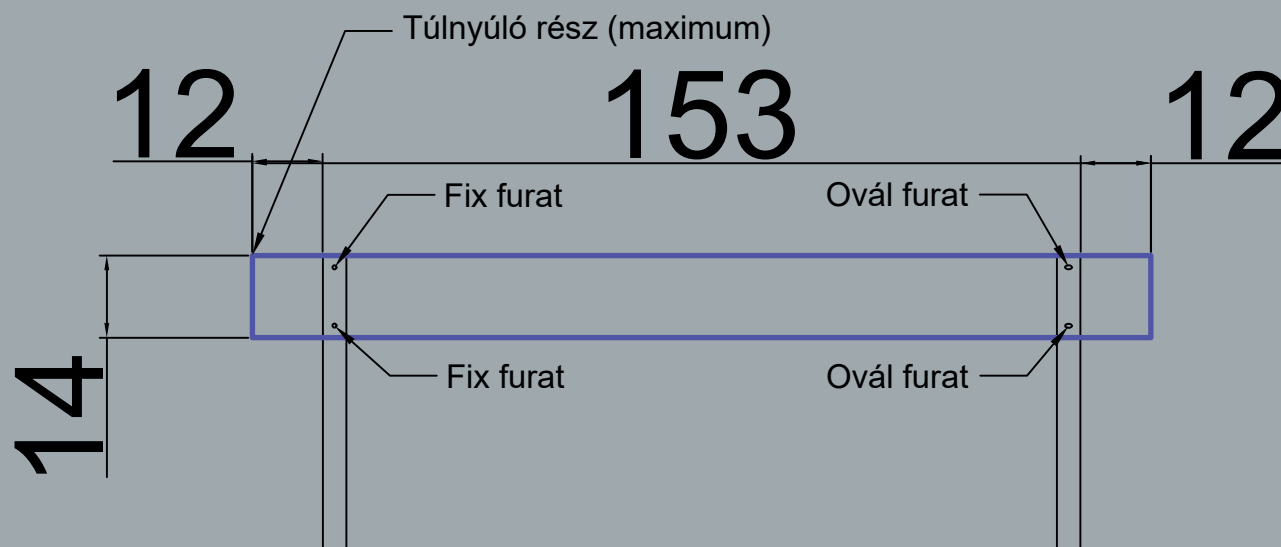 Túlnyúló rész (maximum)
12
153
12
Fix furat
Ovál furat
14
Fix furat
Ovál furat